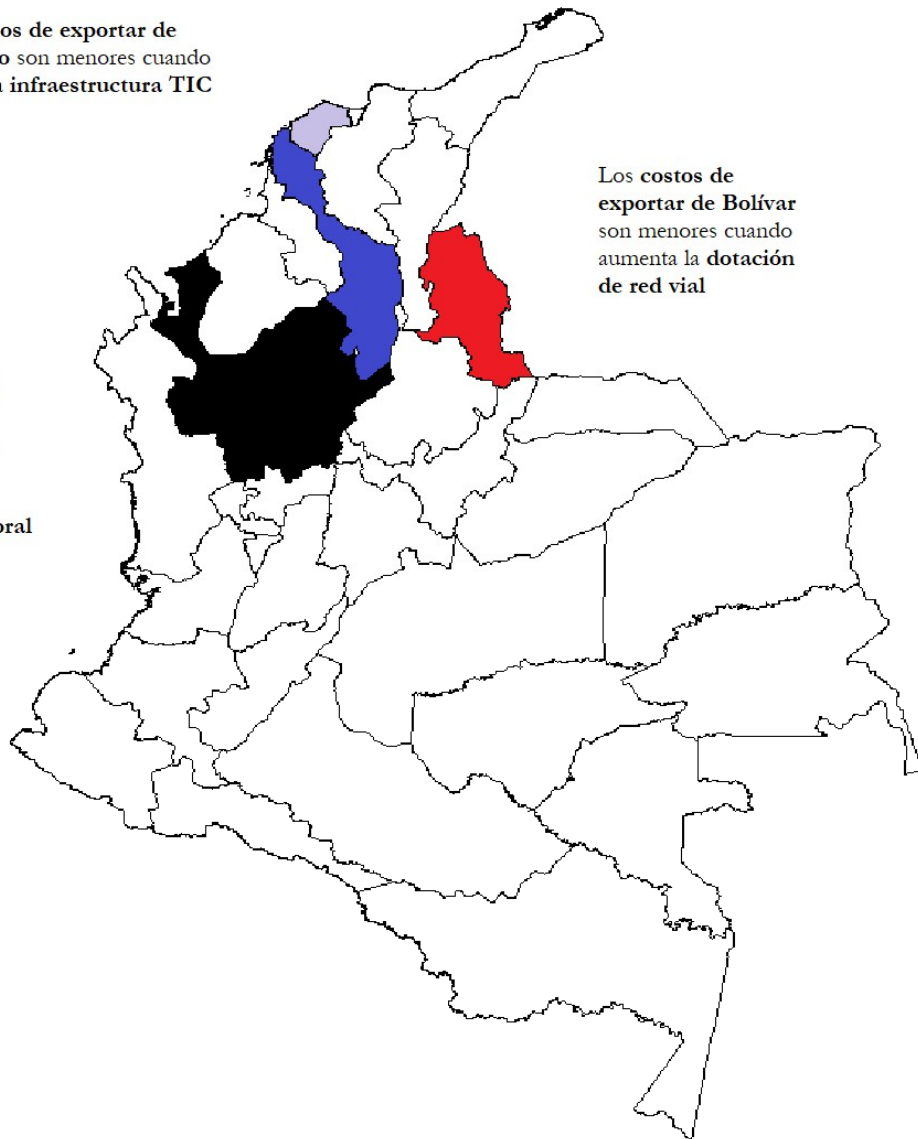 os de exportar de
o son menores cuando
infraestructura TIC
Los costos de
exportar de Bolívar
son menores cuando
aumenta la dotación
de red vial
oral